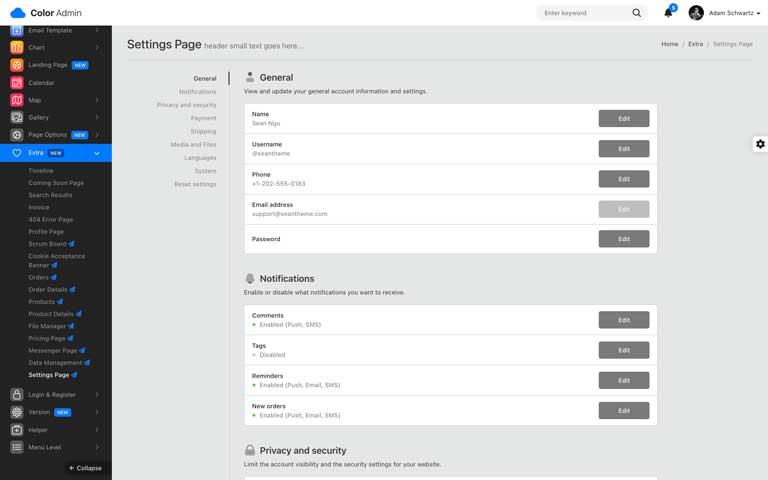 Color Admin
Enter keyword
5
Adam Schwartz
Email Template
Chart
Landing Page NEW
Calendar
Map
Gallery
Page Options NEW
Extra NEW
Timeline
Coming Soon Page
Search Results
Invoice
404 Error Page
Profile Page
Scrum Board
Cookie Acceptance
Banner
Orders
Order Details
Products
Product Details
File Manager
Pricing Page
Messenger Page
Data Management
Settings Page
Login & Register
Version NEW
Helper
Menu Level
Collapse
Settings Page header small text goes here...
Home / Extra / Settings Page
General
Notifications
Privacy and security
Payment
Shipping
Media and Files
Languages
System
Reset settings
General
View and update your general account information and settings.
Name
Sean Ngu
Edit
Username
@seantheme
Edit
Phone
+1-202-555-0183
Edit
Email address
support@seantheme.com
Edit
Password
Edit
Notifications
Enable or disable what notifications you want to receive.
Comments
Enabled (Push, SMS)
Edit
Tags
Disabled
Edit
Reminders
Enabled (Push, Email, SMS)
Edit
New orders
Enabled (Push, Email, SMS)
Edit
Privacy and security
Limit the account visibility and the security settings for your website.